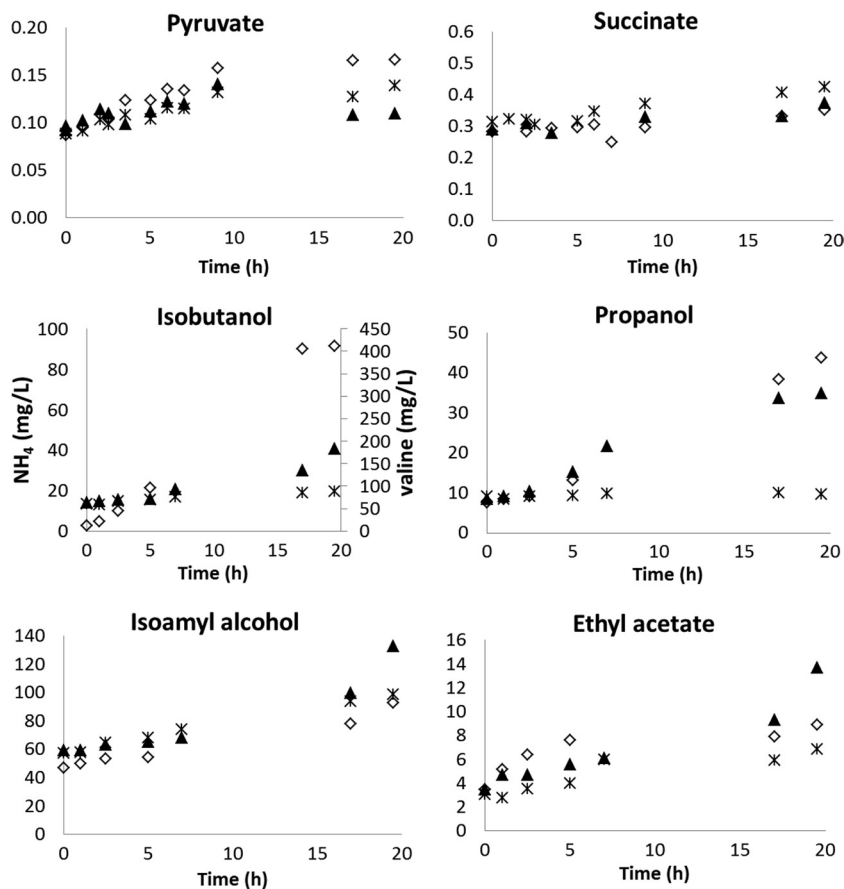 Pyruvate
0.20
0.15
0.10
0.05
0.00
0 5 10 15 20
Time (h)
Succinate
0.6
0.5
0.4
0.3
0.2
0.1
0.0
0 5 10 15 20
Time (h)
Isobutanol
100
80
60
40
20
0
NH4 (mg/L)
450
400
350
300
250
200
150
100
50
0
valine (mg/L)
0 5 10 15 20
Time (h)
Propanol
50
40
30
20
10
0
0 5 10 15 20
Time (h)
Isoamyl alcohol
140
120
100
80
60
40
20
0
0 5 10 15 20
Time (h)
Ethyl acetate
16
14
12
10
8
6
4
2
0
0 5 10 15 20
Time (h)